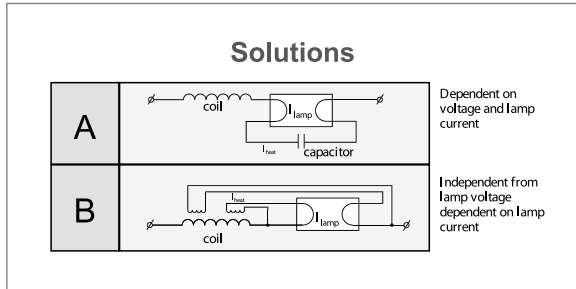 Solutions
A
coil
I lamp
I heat
capacitor
Dependent on
voltage and lamp
current
B
I heat
coil
I lamp
Independent from
lamp voltage
dependent on lamp
current